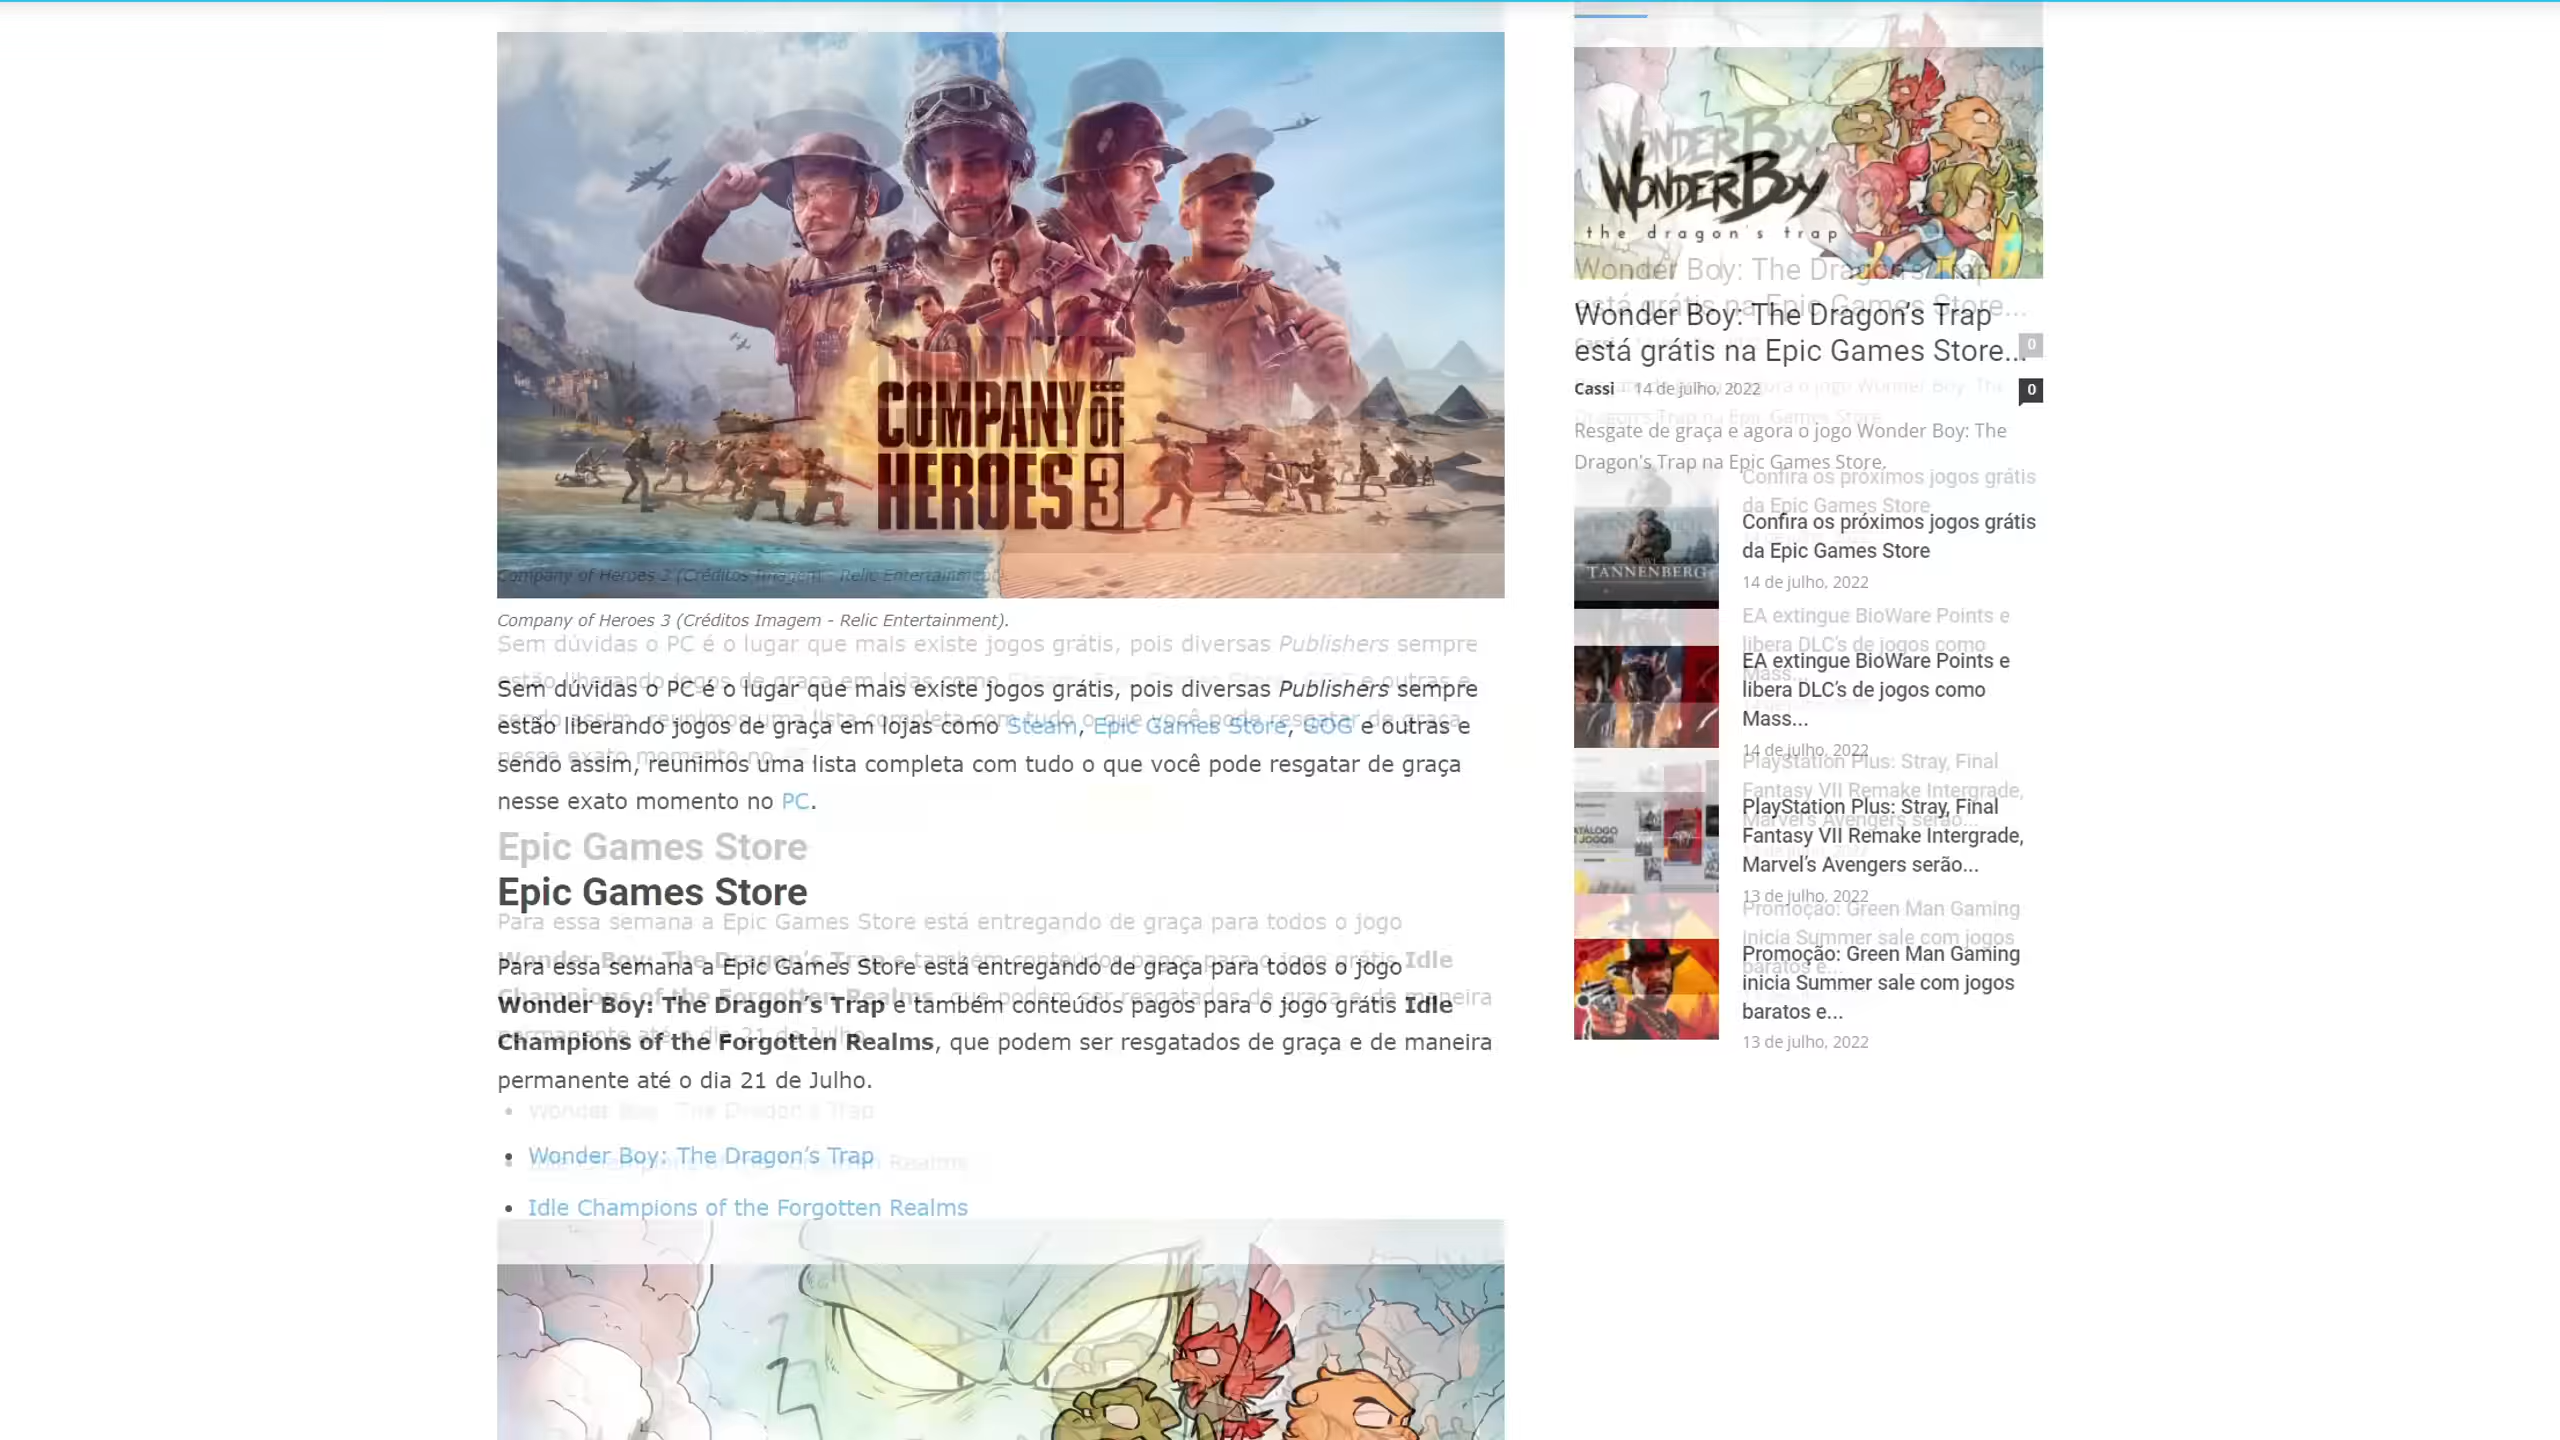 COMPANY OF
HEROES 3
Company of Heroes 3 (Créditos Imagem - Relic Entertainment).
Sem dúvidas o PC é o lugar que mais existe jogos grátis, pois diversas Publishers sempre
estão liberando jogos de graça em lojas como Steam, Epic Games Store, GOG e outras e
sendo assim, reunimos uma lista completa com tudo o que você pode resgatar de graça
nesse exato momento no PC.
Epic Games Store
Para essa semana a Epic Games Store está entregando de graça para todos o jogo
Wonder Boy: The Dragon’s Trap e também conteúdos pagos para o jogo grátis Idle
Champions of the Forgotten Realms, que podem ser resgatados de graça e de maneira
permanente até o dia 21 de Julho.
• Wonder Boy: The Dragon’s Trap
• Idle Champions of the Forgotten Realms
WONDER BOY
the dragon's trap
Wonder Boy: The Dragon’s Trap
está grátis na Epic Games Store...
Cassi - 14 de julho, 2022 0
Resgate de graça e agora o jogo Wonder Boy: The
Dragon's Trap na Epic Games Store.
TANNENBERG
Confira os próximos jogos grátis
da Epic Games Store
14 de julho, 2022
EA extingue BioWare Points e
libera DLC’s de jogos como
Mass...
14 de julho, 2022
PlayStation Plus: Stray, Final
Fantasy VII Remake Intergrade,
Marvel’s Avengers serão...
13 de julho, 2022
Promoção: Green Man Gaming
inicia Summer sale com jogos
baratos e...
13 de julho, 2022